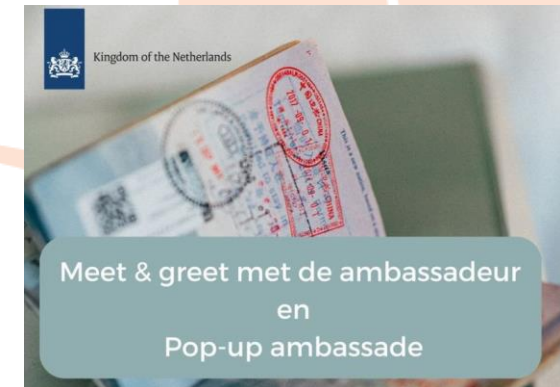 Kingdom of the Netherlands
Meet & greet met de ambassadeur
en
Pop-up ambassade